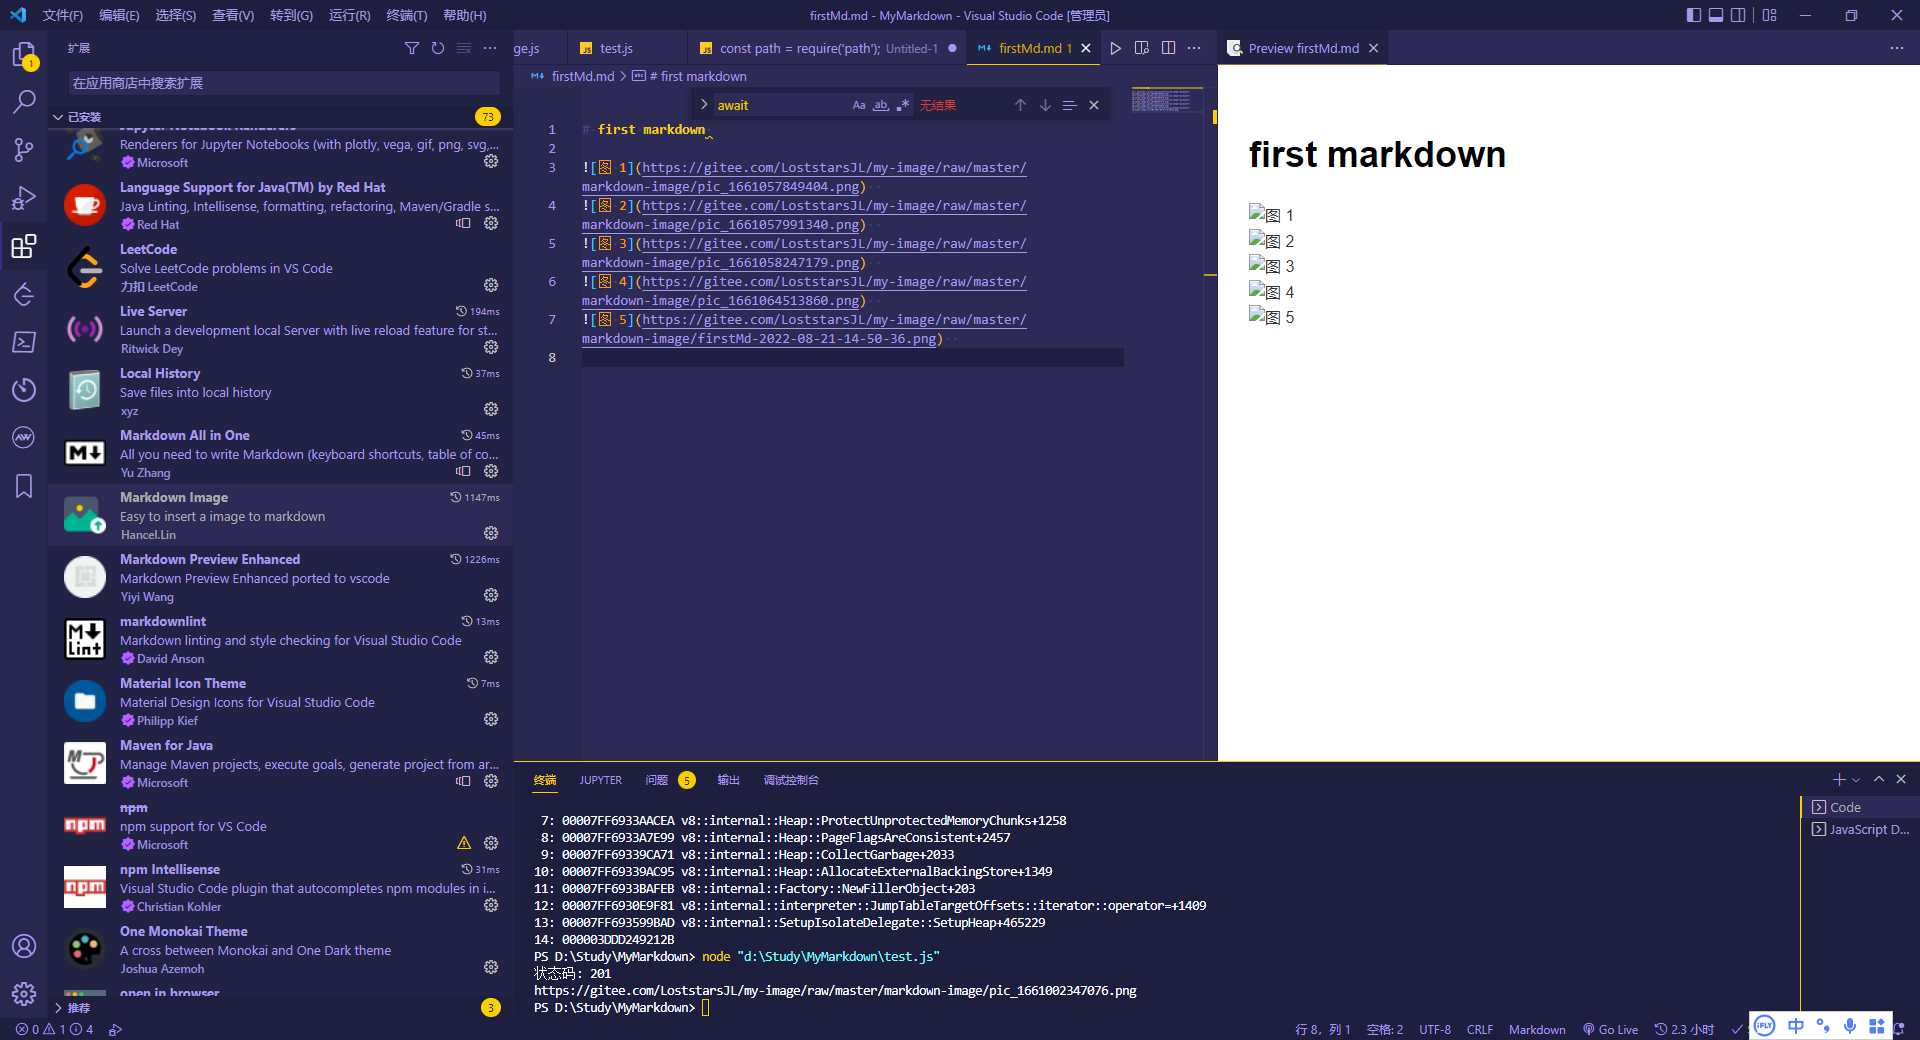 文件(F) 编辑(E) 选择(S) 查看(V) 转到(G) 运行(R) 终端(T) 帮助(H) firstMd.md - MyMarkdown - Visual Studio Code [管理员]
扩展
1
在应用商店中搜索扩展
已安装 73
Jupyter Notebook Renderers
Renderers for Jupyter Notebooks (with plotly, vega, gif, png, svg,...
Microsoft
Language Support for Java(TM) by Red Hat
Java Linting, Intellisense, formatting, refactoring, Maven/Gradle s...
Red Hat
LeetCode
Solve LeetCode problems in VS Code
力扣 LeetCode
Live Server 194ms
Launch a development local Server with live reload feature for st...
Ritwick Dey
Local History 37ms
Save files into local history
xyz
Markdown All in One 45ms
All you need to write Markdown (keyboard shortcuts, table of co...
Yu Zhang
Markdown Image 1147ms
Easy to insert a image to markdown
Hancel.Lin
Markdown Preview Enhanced 1226ms
Markdown Preview Enhanced ported to vscode
Yiyi Wang
markdownlint 13ms
Markdown linting and style checking for Visual Studio Code
David Anson
Material Icon Theme 7ms
Material Design Icons for Visual Studio Code
Philipp Kief
Maven for Java
Manage Maven projects, execute goals, generate project from ar...
Microsoft
npm
npm support for VS Code
Microsoft
npm Intellisense 31ms
Visual Studio Code plugin that autocompletes npm modules in i...
Christian Kohler
One Monokai Theme
A cross between Monokai and One Dark theme
Joshua Azemoh
open in browser
推荐 3
ge.js test.js const path = require('path'); Untitled-1 firstMd.md 1
firstMd.md > # first markdown
await Aa ab 无结果
1 # first markdown
2
3 ![图 1](https://gitee.com/LoststarsJL/my-image/raw/master/
markdown-image/pic_1661057849404.png)
4 ![图 2](https://gitee.com/LoststarsJL/my-image/raw/master/
markdown-image/pic_1661057991340.png)
5 ![图 3](https://gitee.com/LoststarsJL/my-image/raw/master/
markdown-image/pic_1661058247179.png)
6 ![图 4](https://gitee.com/LoststarsJL/my-image/raw/master/
markdown-image/pic_1661064513860.png)
7 ![图 5](https://gitee.com/LoststarsJL/my-image/raw/master/
markdown-image/firstMd-2022-08-21-14-50-36.png)
8
Preview firstMd.md
first markdown
图 1
图 2
图 3
图 4
图 5
终端 JUPYTER 问题 5 输出 调试控制台
7: 00007FF6933AACEA v8::internal::Heap::ProtectUnprotectedMemoryChunks+1258
8: 00007FF6933A7E99 v8::internal::Heap::PageFlagsAreConsistent+2457
9: 00007FF69339CA71 v8::internal::Heap::CollectGarbage+2033
10: 00007FF69339AC95 v8::internal::Heap::AllocateExternalBackingStore+1349
11: 00007FF6933BAFEB v8::internal::Factory::NewFillerObject+203
12: 00007FF6930E9F81 v8::internal::interpreter::JumpTableTargetOffsets::iterator::operator=+1409
13: 00007FF693599BAD v8::internal::SetupIsolateDelegate::SetupHeap+465229
14: 000003DDD249212B
PS D:\Study\MyMarkdown> node "d:\Study\MyMarkdown\test.js"
状态码: 201
https://gitee.com/LoststarsJL/my-image/raw/master/markdown-image/pic_1661002347076.png
PS D:\Study\MyMarkdown>
Code
JavaScript D...
0 1 4 行 8，列 1 空格: 2 UTF-8 CRLF Markdown Go Live 2.3 小时
iFLY 中